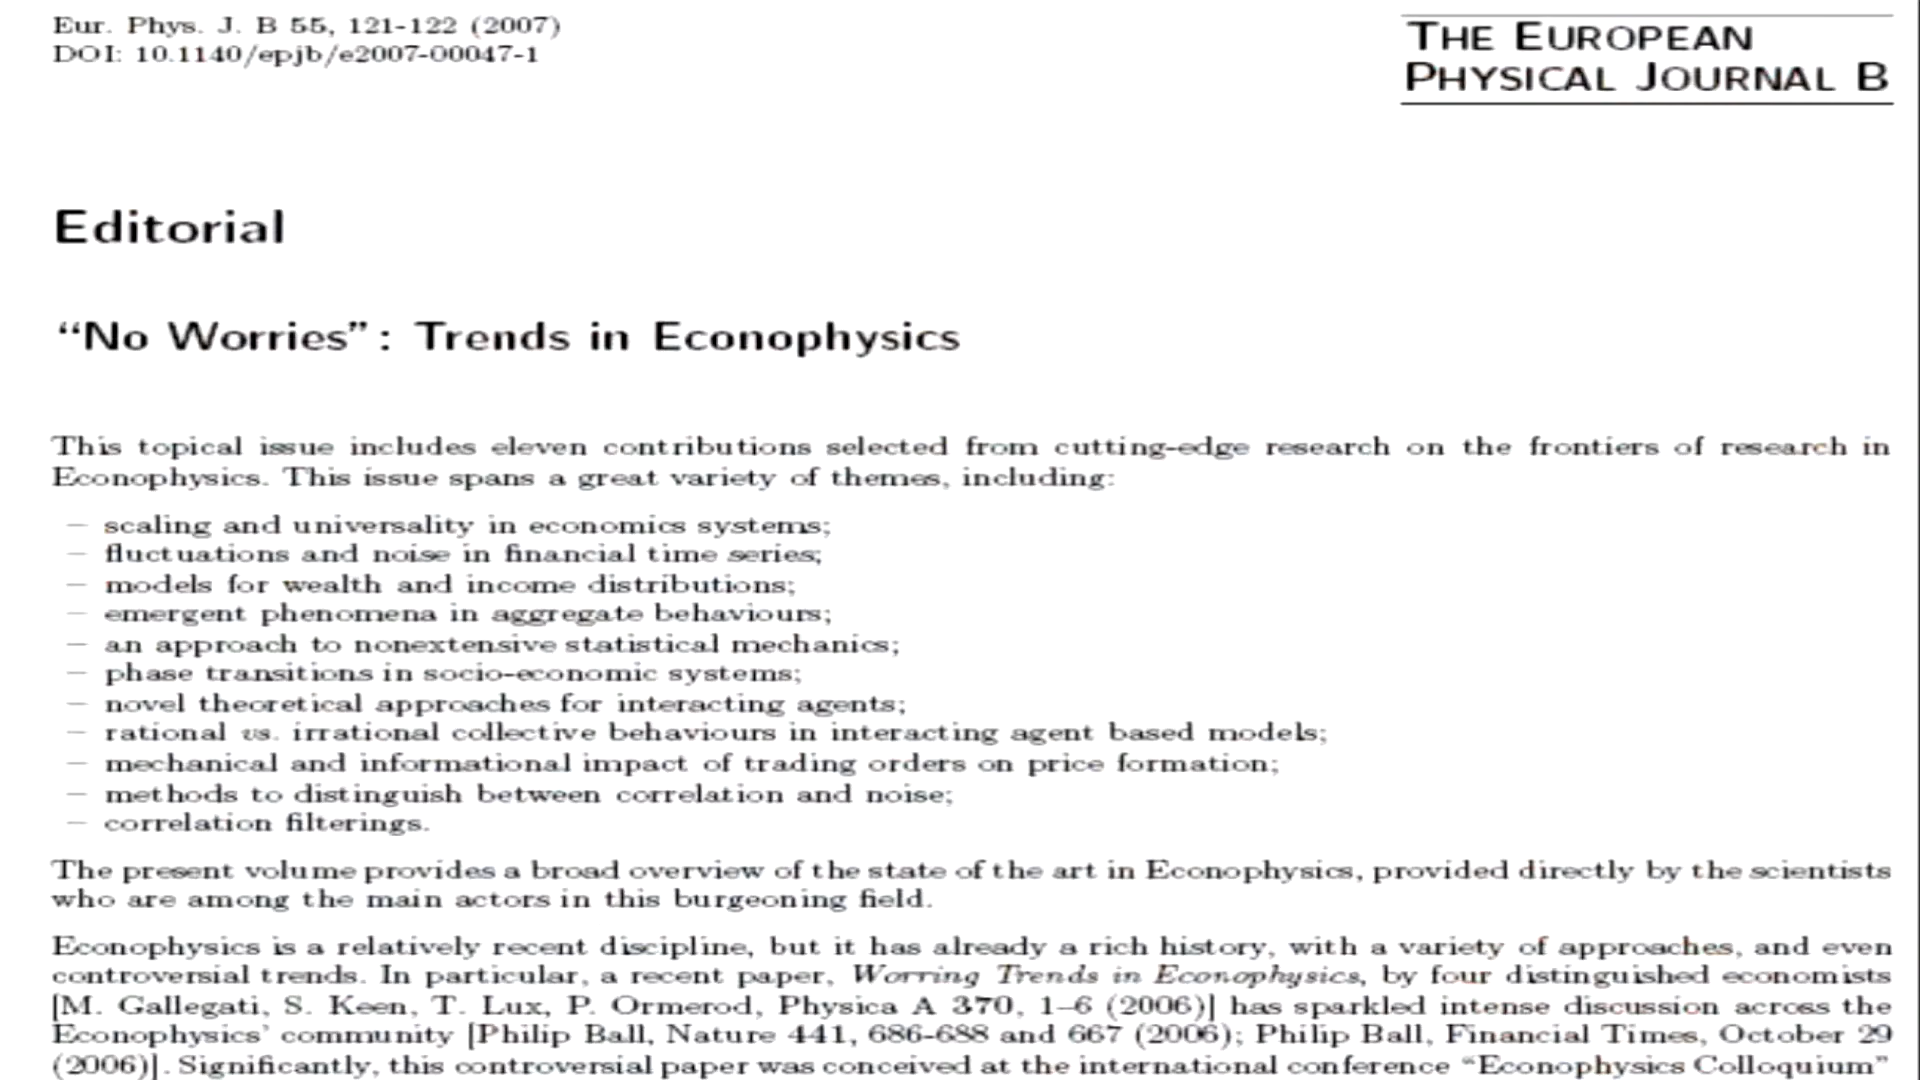 Eur. Phys. J. B 55, 121-122 (2007)
DOI: 10.1140/epjb/e2007-00047-1
THE EUROPEAN
PHYSICAL JOURNAL B
Editorial
“No Worries”: Trends in Econophysics
This topical issue includes eleven contributions selected from cutting-edge research on the frontiers of research in
Econophysics. This issue spans a great variety of themes, including:
– scaling and universality in economics systems;
– fluctuations and noise in financial time series;
– models for wealth and income distributions;
– emergent phenomena in aggregate behaviours;
– an approach to nonextensive statistical mechanics;
– phase transitions in socio-economic systems;
– novel theoretical approaches for interacting agents;
– rational vs. irrational collective behaviours in interacting agent based models;
– mechanical and informational impact of trading orders on price formation;
– methods to distinguish between correlation and noise;
– correlation filterings.
The present volume provides a broad overview of the state of the art in Econophysics, provided directly by the scientists
who are among the main actors in this burgeoning field.
Econophysics is a relatively recent discipline, but it has already a rich history, with a variety of approaches, and even
controversial trends. In particular, a recent paper, Worring Trends in Econophysics, by four distinguished economists
[M. Gallegati, S. Keen, T. Lux, P. Ormerod, Physica A 370, 1–6 (2006)] has sparkled intense discussion across the
Econophysics’ community [Philip Ball, Nature 441, 686-688 and 667 (2006); Philip Ball, Financial Times, October 29
(2006)]. Significantly, this controversial paper was conceived at the international conference “Econophysics Colloquium”